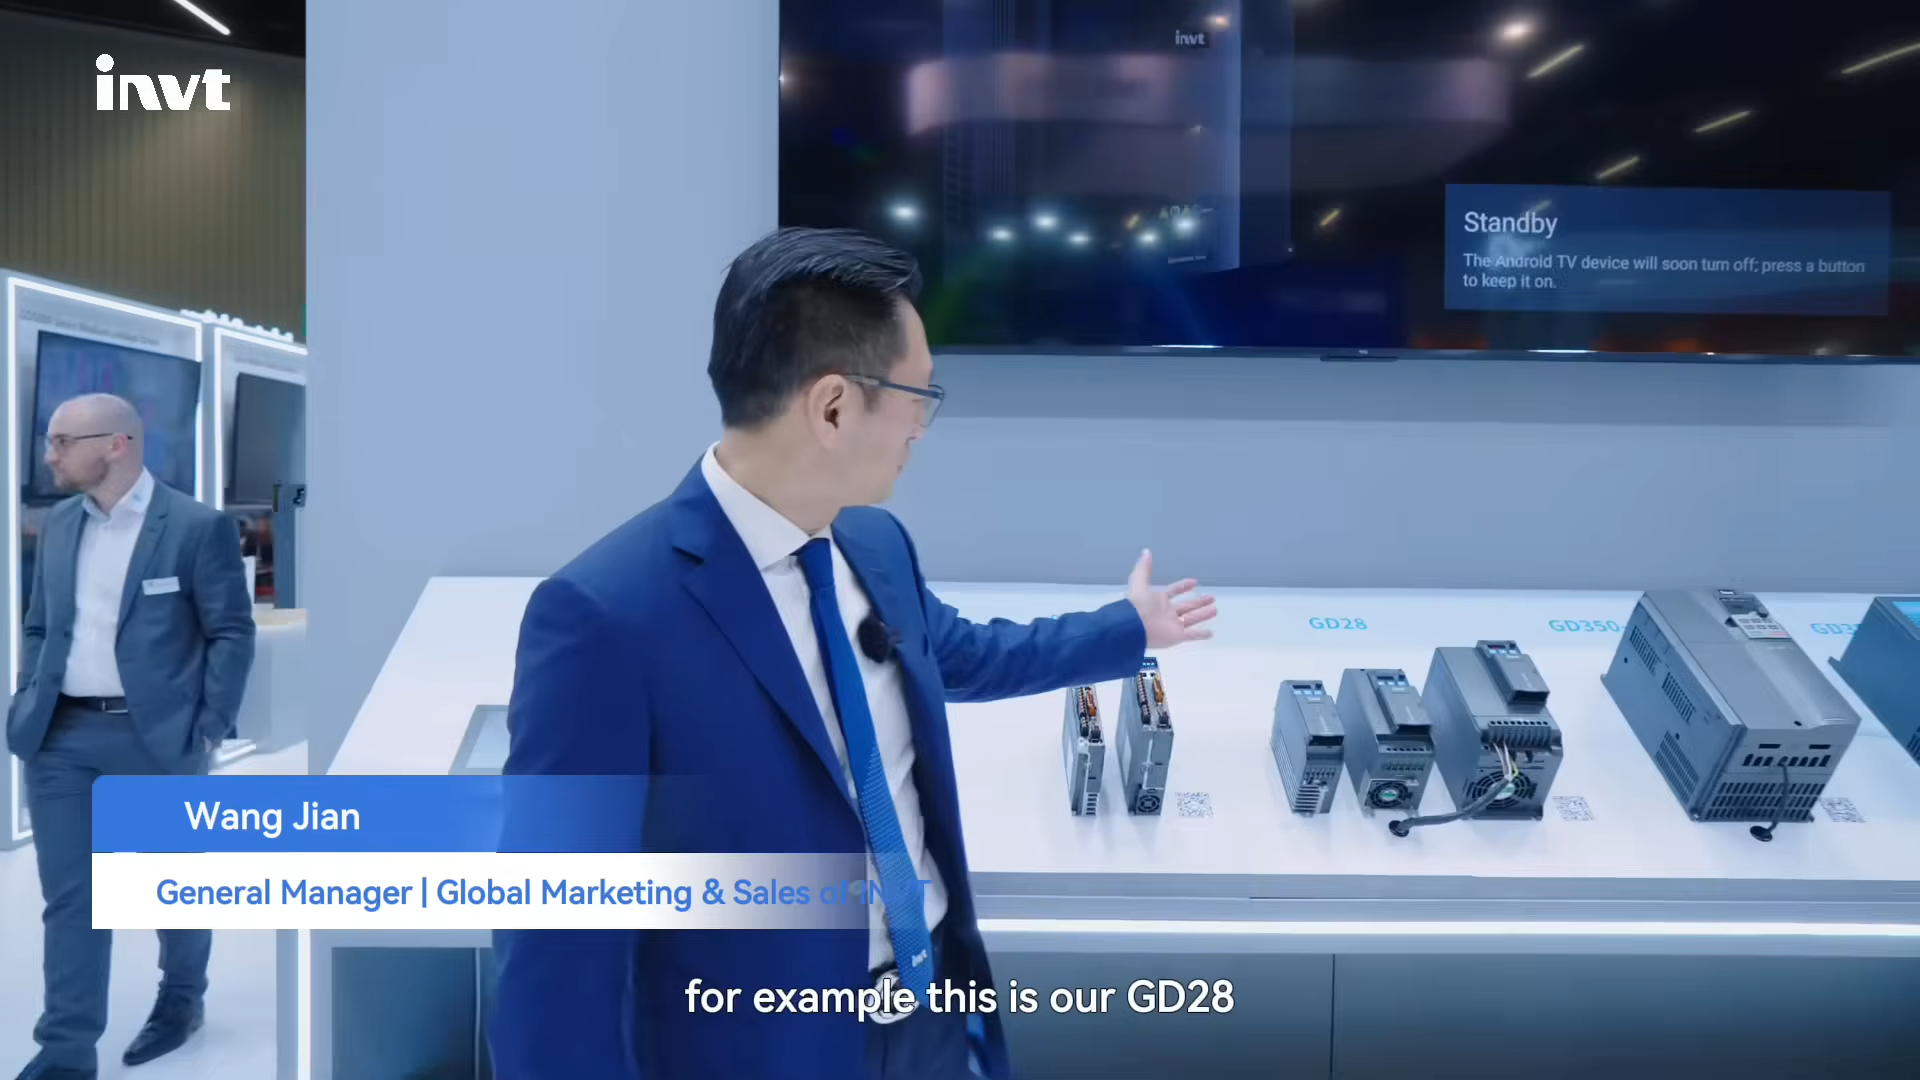 invt
invt
Standby
The Android TV device will soon turn off; press a button
to keep it on.
GD28
GD350
Wang Jian
General Manager | Global Marketing & Sales of INVT
invt
for example this is our GD28